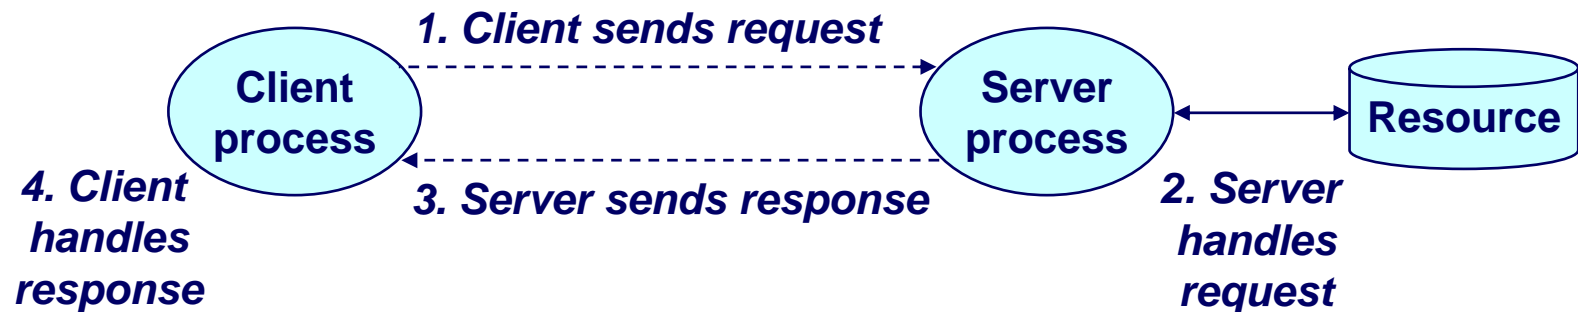 1. Client sends request
Client
process
Server
process
Resource
3. Server sends response
4. Client
handles
response
2. Server
handles
request